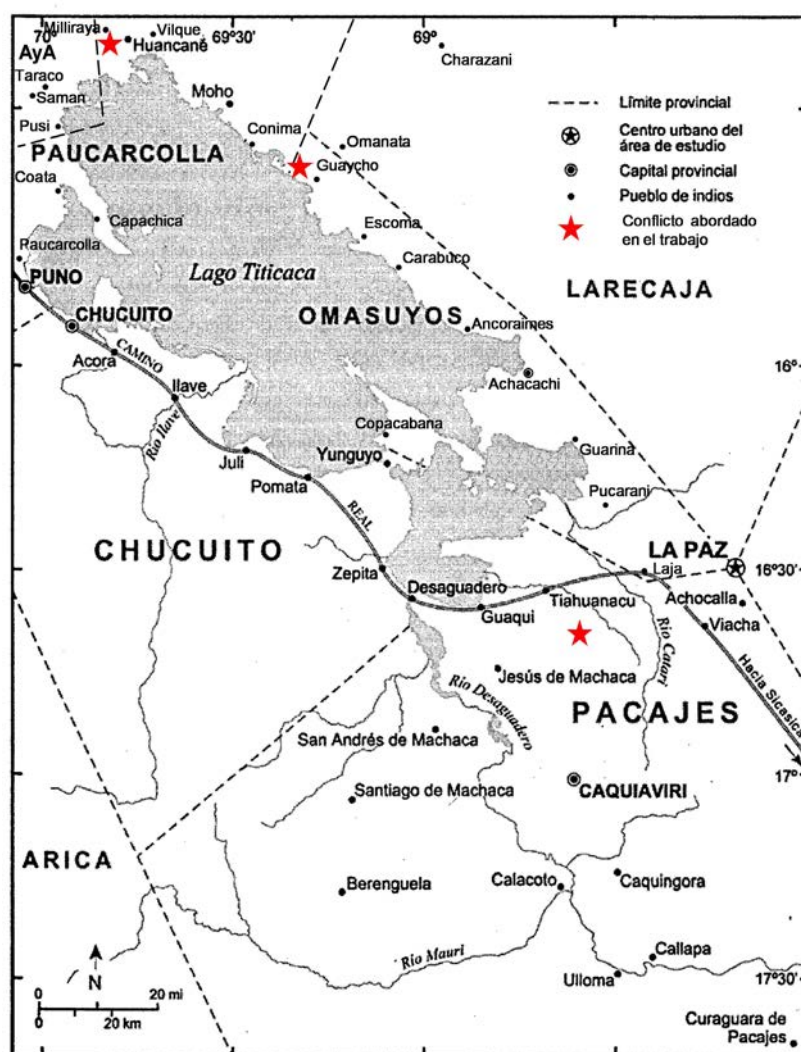 70°
69°30'
69°
Milliraya
Vilque
Huancané
AyA
Charazani
Taraco
Saman
Moho
Pusi
Conima
Omanata
PAUCARCOLLA
Guaycho
Coata
Capachica
Escoma
Paucarcolla
Carabuco
Lago Titicaca
PUNO
LARECAJA
OMASUYOS
CHUCUITO
Ancoraimes
Acora
CAMINO
Achacachi
16°
Ilave
Río Ilave
Copacabana
Guarina
Juli
Yunguyo
Pomata
Pucarani
REAL
CHUCUITO
LA PAZ
Zepita
Laja
16°30'
Desaguadero
Tiahuanacu
Achocalla
Guaqui
Viacha
Río Catari
Jesús de Machaca
Hacia Sicasica
Río Desaguadero
PACAJES
San Andrés de Machaca
17°
CAQUIAVIRI
Santiago de Machaca
ARICA
Berenguela
Calacoto
Caquingora
Río Mauri
Callapa
Ulloma
17°30'
Curaguara de
Pacajes
N
0 20 mi
0 20 km
Límite provincial
Centro urbano del
área de estudio
Capital provincial
Pueblo de indios
Conflicto abordado
en el trabajo